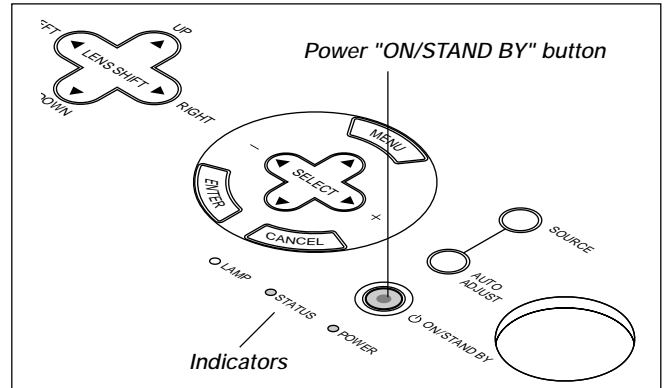 UP
LENS SHIFT
RIGHT
Power "ON/STAND BY" button
MENU
–
SELECT
ENTER
+
CANCEL
SOURCE
AUTO
ADJUST
LAMP
STATUS
POWER
ON/STAND BY
Indicators